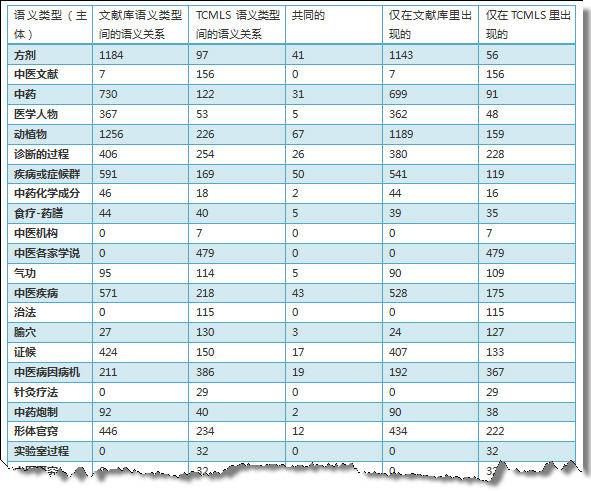 语义类型（主 文献库语义类型 TCMLS 语义类型 共同的 仅在文献库里出 仅在TCMLS里出
体） 间的语义关系 间的语义关系 现的 现的
方剂 1184 97 41 1143 56
中医文献 7 156 0 7 156
中药 730 122 31 699 91
医学人物 367 53 5 362 48
动植物 1256 226 67 1189 159
诊断的过程 406 254 26 380 228
疾病或症候群 591 169 50 541 119
中药化学成分 46 18 2 44 16
食疗-药膳 44 40 5 39 35
中医机构 0 7 0 0 7
中医各家学说 0 479 0 0 479
气功 95 114 5 90 109
中医疾病 571 218 43 528 175
治法 0 115 0 0 115
腧穴 27 130 3 24 127
证候 424 150 17 407 133
中医病因病机 211 386 19 192 367
针灸疗法 0 29 0 0 29
中药炮制 92 40 2 90 38
形体官窍 446 234 12 434 222
实验室过程 0 32 0 0 32
32 0